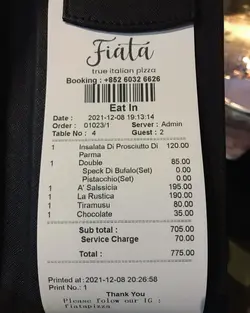 Fiatá
true italian pizza
Booking : +852 6032 6626
Eat In
Date : 2021-12-08 19:13:14
Order : 01023/1 Server : Admin
Table No : 4 Guest : 2
1 Insalata Di Prosciutto Di Parma 120.00
1 Double 85.00
Speck Di Bufalo(Set) 0.00
Pistacchio(Set) 0.00
1 A' Salsicia 195.00
1 La Rustica 190.00
1 Tiramusu 80.00
1 Chocolate 35.00
Sub total : 705.00
Service Charge 70.00
Total : 775.00
Printed at: 2021-12-08 20:26:58
Print No.: 1
Thank You
Please folow our IG :
fiatapizza